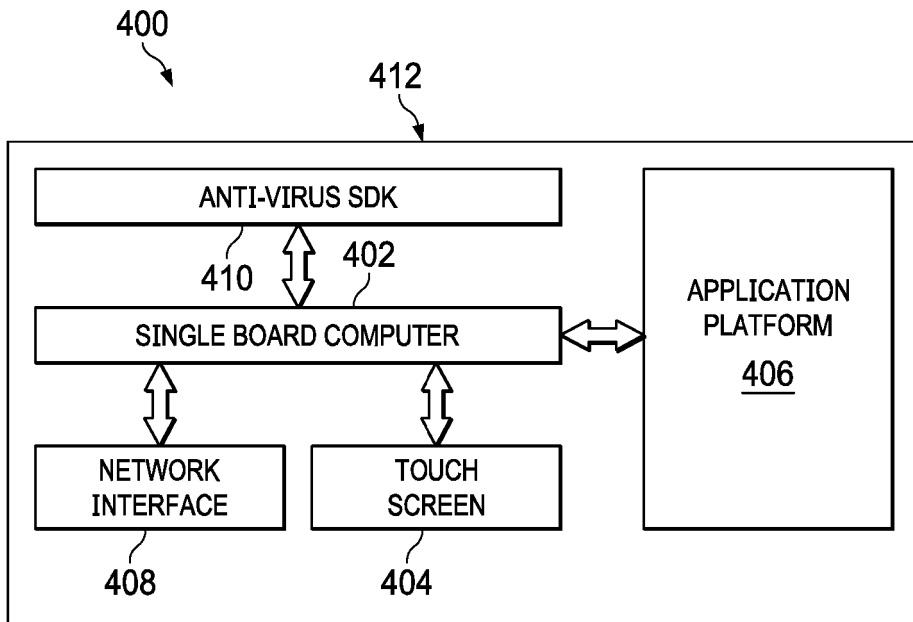 400
412
ANTI-VIRUS SDK
410
402
SINGLE BOARD COMPUTER
APPLICATION
PLATFORM
406
NETWORK
INTERFACE
408
TOUCH
SCREEN
404